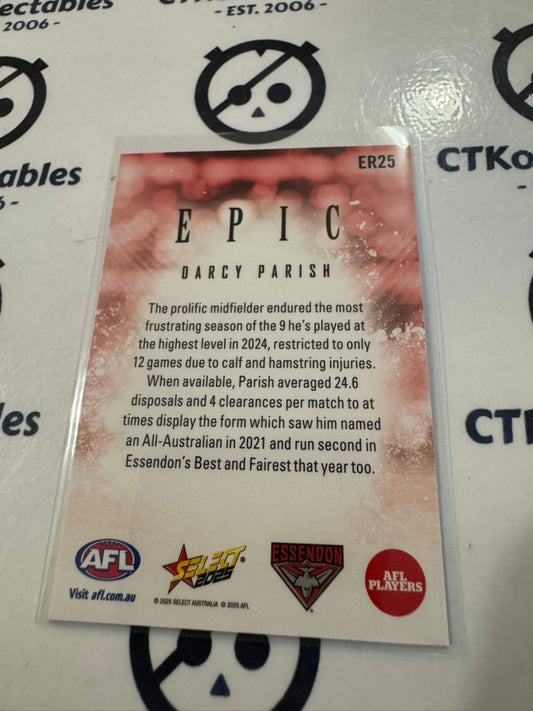 ectables
2006 -
- EST. 2006 -
CTKo
ables
les
CTI
ER25
EPIC
DARCY PARISH
The prolific midfielder endured the most
frustrating season of the 9 he's played at
the highest level in 2024, restricted to only
12 games due to calf and hamstring injuries.
When available, Parish averaged 24.6
disposals and 4 clearances per match to at
times display the form which saw him named
an All-Australian in 2021 and run second in
Essendon's Best and Fairest that year too.
AFL
Visit afl.com.au
SELECT
2025
© 2025 SELECT AUSTRALIA © 2025 AFL
ESSENDON
AFL
PLAYERS